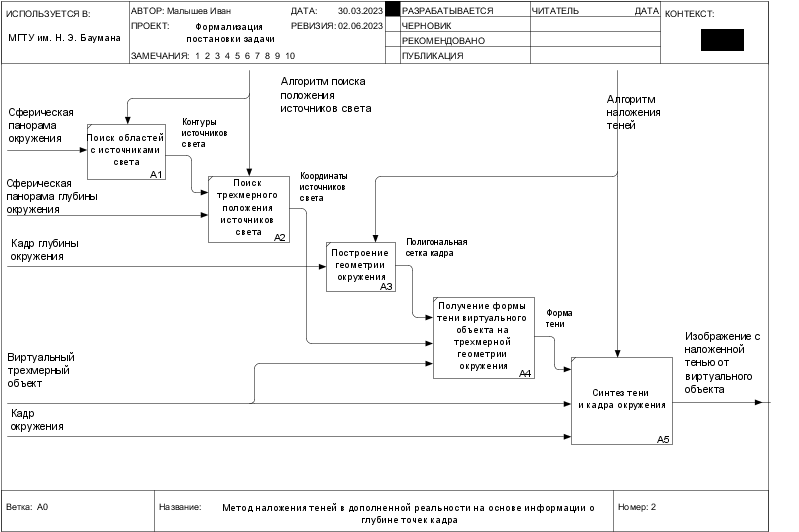 ИСПОЛЬЗУЕТСЯ В:
МГТУ им. Н. Э. Баумана
АВТОР: Малышев Иван
ДАТА: 30.03.2023
ПРОЕКТ: Формализация
постановки задачи
РЕВИЗИЯ: 02.06.2023
ЗАМЕЧАНИЯ: 1 2 3 4 5 6 7 8 9 10
РАЗРАБАТЫВАЕТСЯ
ЧЕРНОВИК
РЕКОМЕНДОВАНО
ПУБЛИКАЦИЯ
ЧИТАТЕЛЬ ДАТА
КОНТЕКСТ:
Алгоритм поиска
положения
источников света
Алгоритм
наложения
теней
Сферическая
панорама
окружения
Поиск областей
с источниками
света
A1
Контуры
источников
света
Сферическая
панорама глубины
окружения
Поиск
трехмерного
положения
источников
света
A2
Координаты
источников
света
Кадр глубины
окружения
Построение
геометрии
окружения
A3
Полигональная
сетка кадра
Получение формы
тени виртуального
объекта на
трехмерной
геометрии
окружения
A4
Форма
тени
Виртуальный
трехмерный
объект
Кадр
окружения
Синтез тени
и кадра окружения
A5
Изображение с
наложенной
тенью от
виртуального
объекта
Ветка: A0
Название: Метод наложения теней в дополненной реальности на основе информации о
глубине точек кадра
Номер: 2